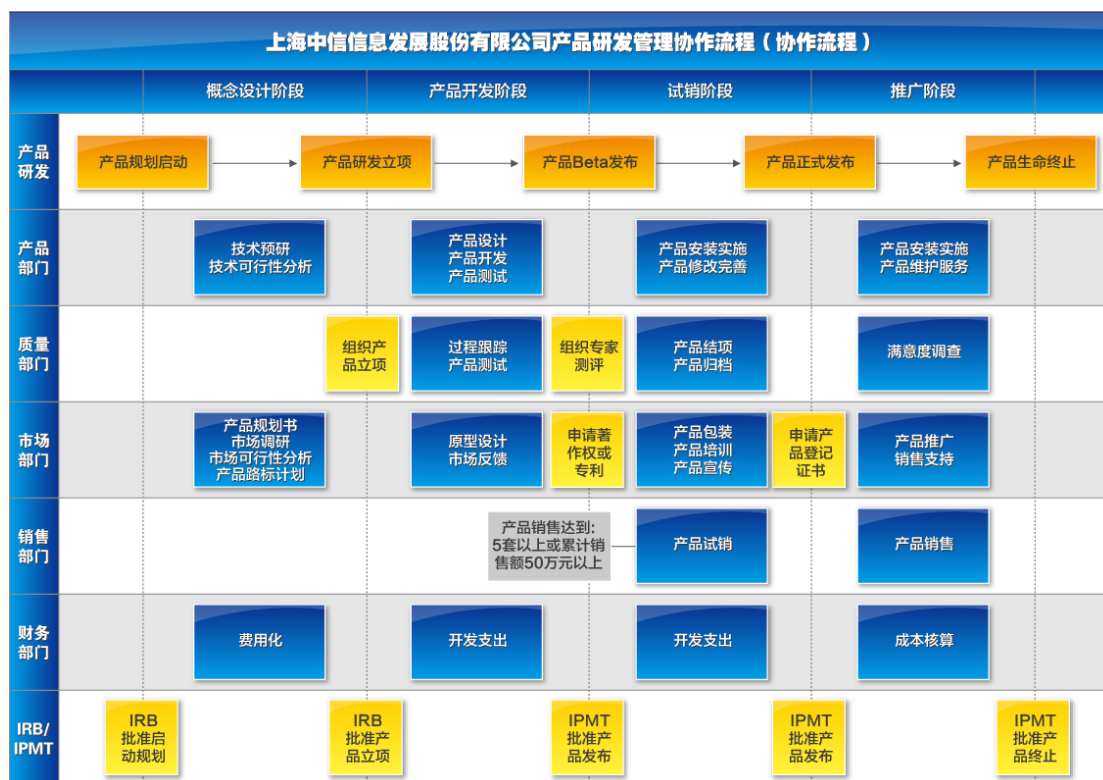 上海中信信息发展股份有限公司产品研发管理协作流程（协作流程）
概念设计阶段
产品开发阶段
试销阶段
推广阶段
产品
研发
产品规划启动
产品研发立项
产品Beta发布
产品正式发布
产品生命终止
产品
部门
技术预研
技术可行性分析
产品设计
产品开发
产品测试
产品安装实施
产品修改完善
产品安装实施
产品维护服务
质量
部门
组织产
品立项
过程跟踪
产品测试
组织专家
测评
产品结项
产品归档
满意度调查
市场
部门
产品规划书
市场调研
市场可行性分析
产品路标计划
原型设计
市场反馈
申请著
作权或
专利
产品包装
产品培训
产品宣传
申请产
品登记
证书
产品推广
销售支持
销售
部门
产品销售达到:
5套以上或累计销
售额50万元以上
产品试销
产品销售
财务
部门
费用化
开发支出
开发支出
成本核算
IRB/
IPMT
IRB
批准启
动规划
IRB
批准产
品立项
IPMT
批准产
品发布
IPMT
批准产
品发布
IPMT
批准产
品终止